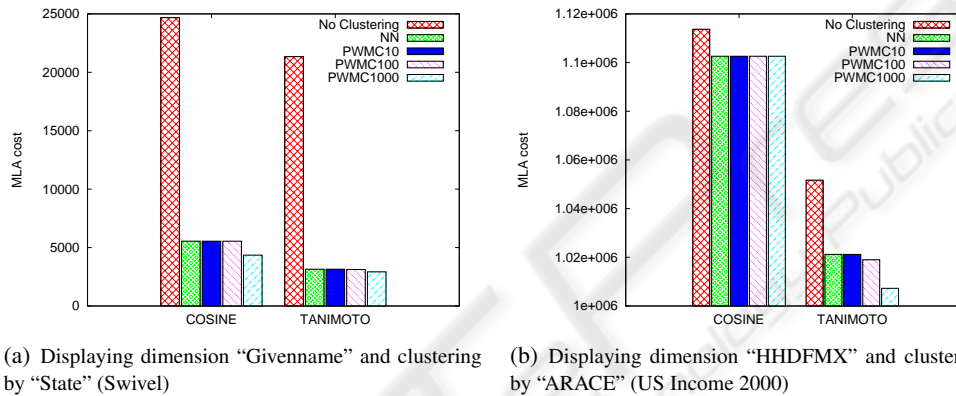 25000
20000
15000
10000
5000
0
MLA cost
No Clustering
NN
PWMC10
PWMC100
PWMC1000
COSINE TANIMOTO
(a) Displaying dimension “Givenname” and clustering
by “State” (Swivel)
1.12e+006
1.1e+006
1.08e+006
1.06e+006
1.04e+006
1.02e+006
1e+006
MLA cost
No Clustering
NN
PWMC10
PWMC100
PWMC1000
COSINE TANIMOTO
(b) Displaying dimension “HHDFMX” and cluster
by “ARACE” (US Income 2000)